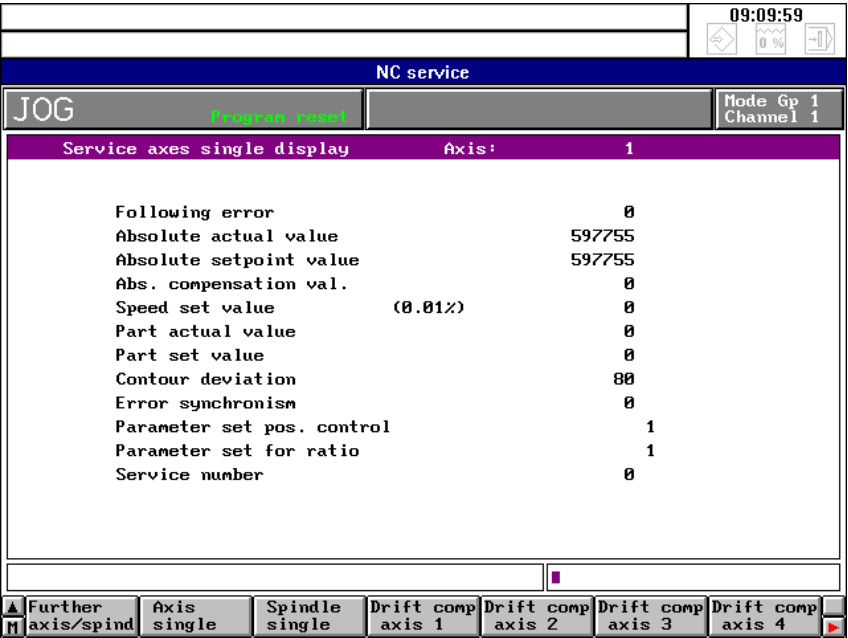 09:09:59
0 %
NC service
JOG
Program reset
Mode Gp 1
Channel 1
Service axes single display Axis: 1
Following error 0
Absolute actual value 597755
Absolute setpoint value 597755
Abs. compensation val. 0
Speed set value (0.01%) 0
Part actual value 0
Part set value 0
Contour deviation 80
Error synchronism 0
Parameter set pos. control 1
Parameter set for ratio 1
Service number 0
Further axis/spind
Axis single
Spindle single
Drift comp axis 1
Drift comp axis 2
Drift comp axis 3
Drift comp axis 4
M